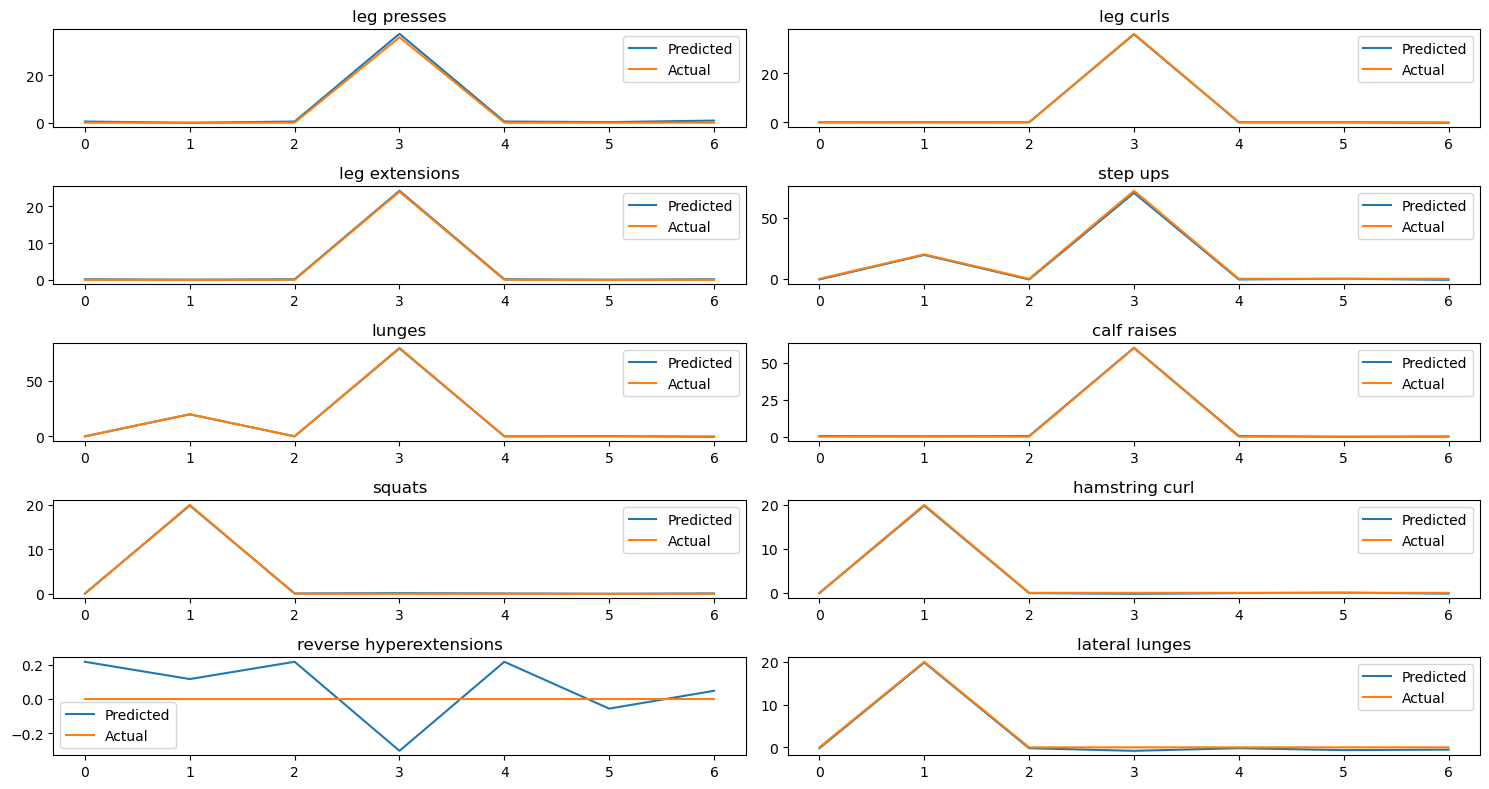 leg presses
20
0
Predicted
Actual
0 1 2 3 4 5 6
leg curls
20
0
Predicted
Actual
0 1 2 3 4 5 6
leg extensions
20
10
0
Predicted
Actual
0 1 2 3 4 5 6
step ups
50
0
Predicted
Actual
0 1 2 3 4 5 6
lunges
50
0
Predicted
Actual
0 1 2 3 4 5 6
calf raises
50
25
0
Predicted
Actual
0 1 2 3 4 5 6
squats
20
10
0
Predicted
Actual
0 1 2 3 4 5 6
hamstring curl
20
10
0
Predicted
Actual
0 1 2 3 4 5 6
reverse hyperextensions
0.2
0.0
−0.2
Predicted
Actual
0 1 2 3 4 5 6
lateral lunges
20
10
0
Predicted
Actual
0 1 2 3 4 5 6